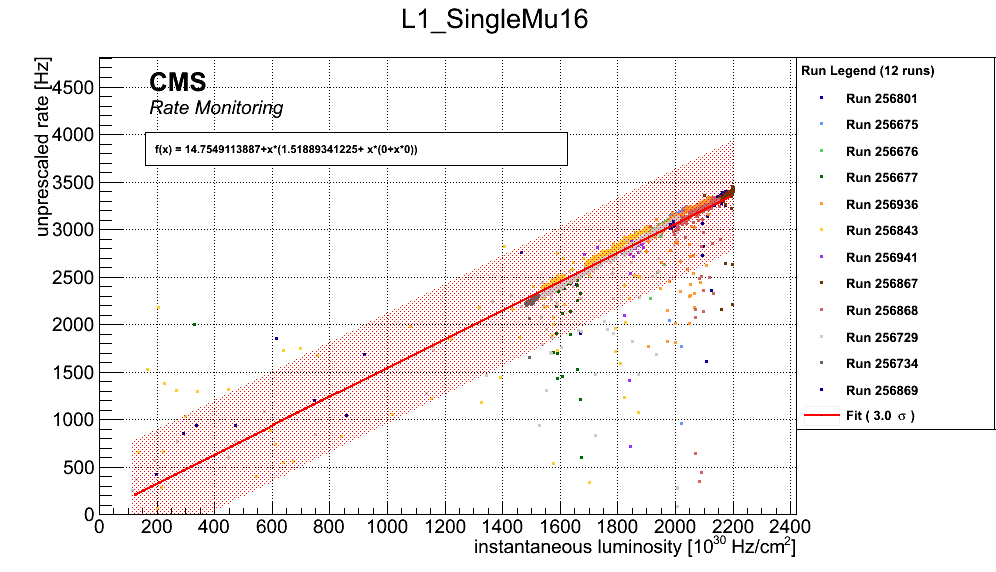 L1_SingleMu16
unprescaled rate [Hz]
4500
4000
3500
3000
2500
2000
1500
1000
500
0
CMS
Rate Monitoring
f(x) = 14.7549113887+x*(1.51889341225+ x*(0+x*0))
0 200 400 600 800 1000 1200 1400 1600 1800 2000 2200 2400
instantaneous luminosity [10³⁰ Hz/cm²]
Run Legend (12 runs)
Run 256801
Run 256675
Run 256676
Run 256677
Run 256936
Run 256843
Run 256941
Run 256867
Run 256868
Run 256729
Run 256734
Run 256869
Fit ( 3.0 σ )